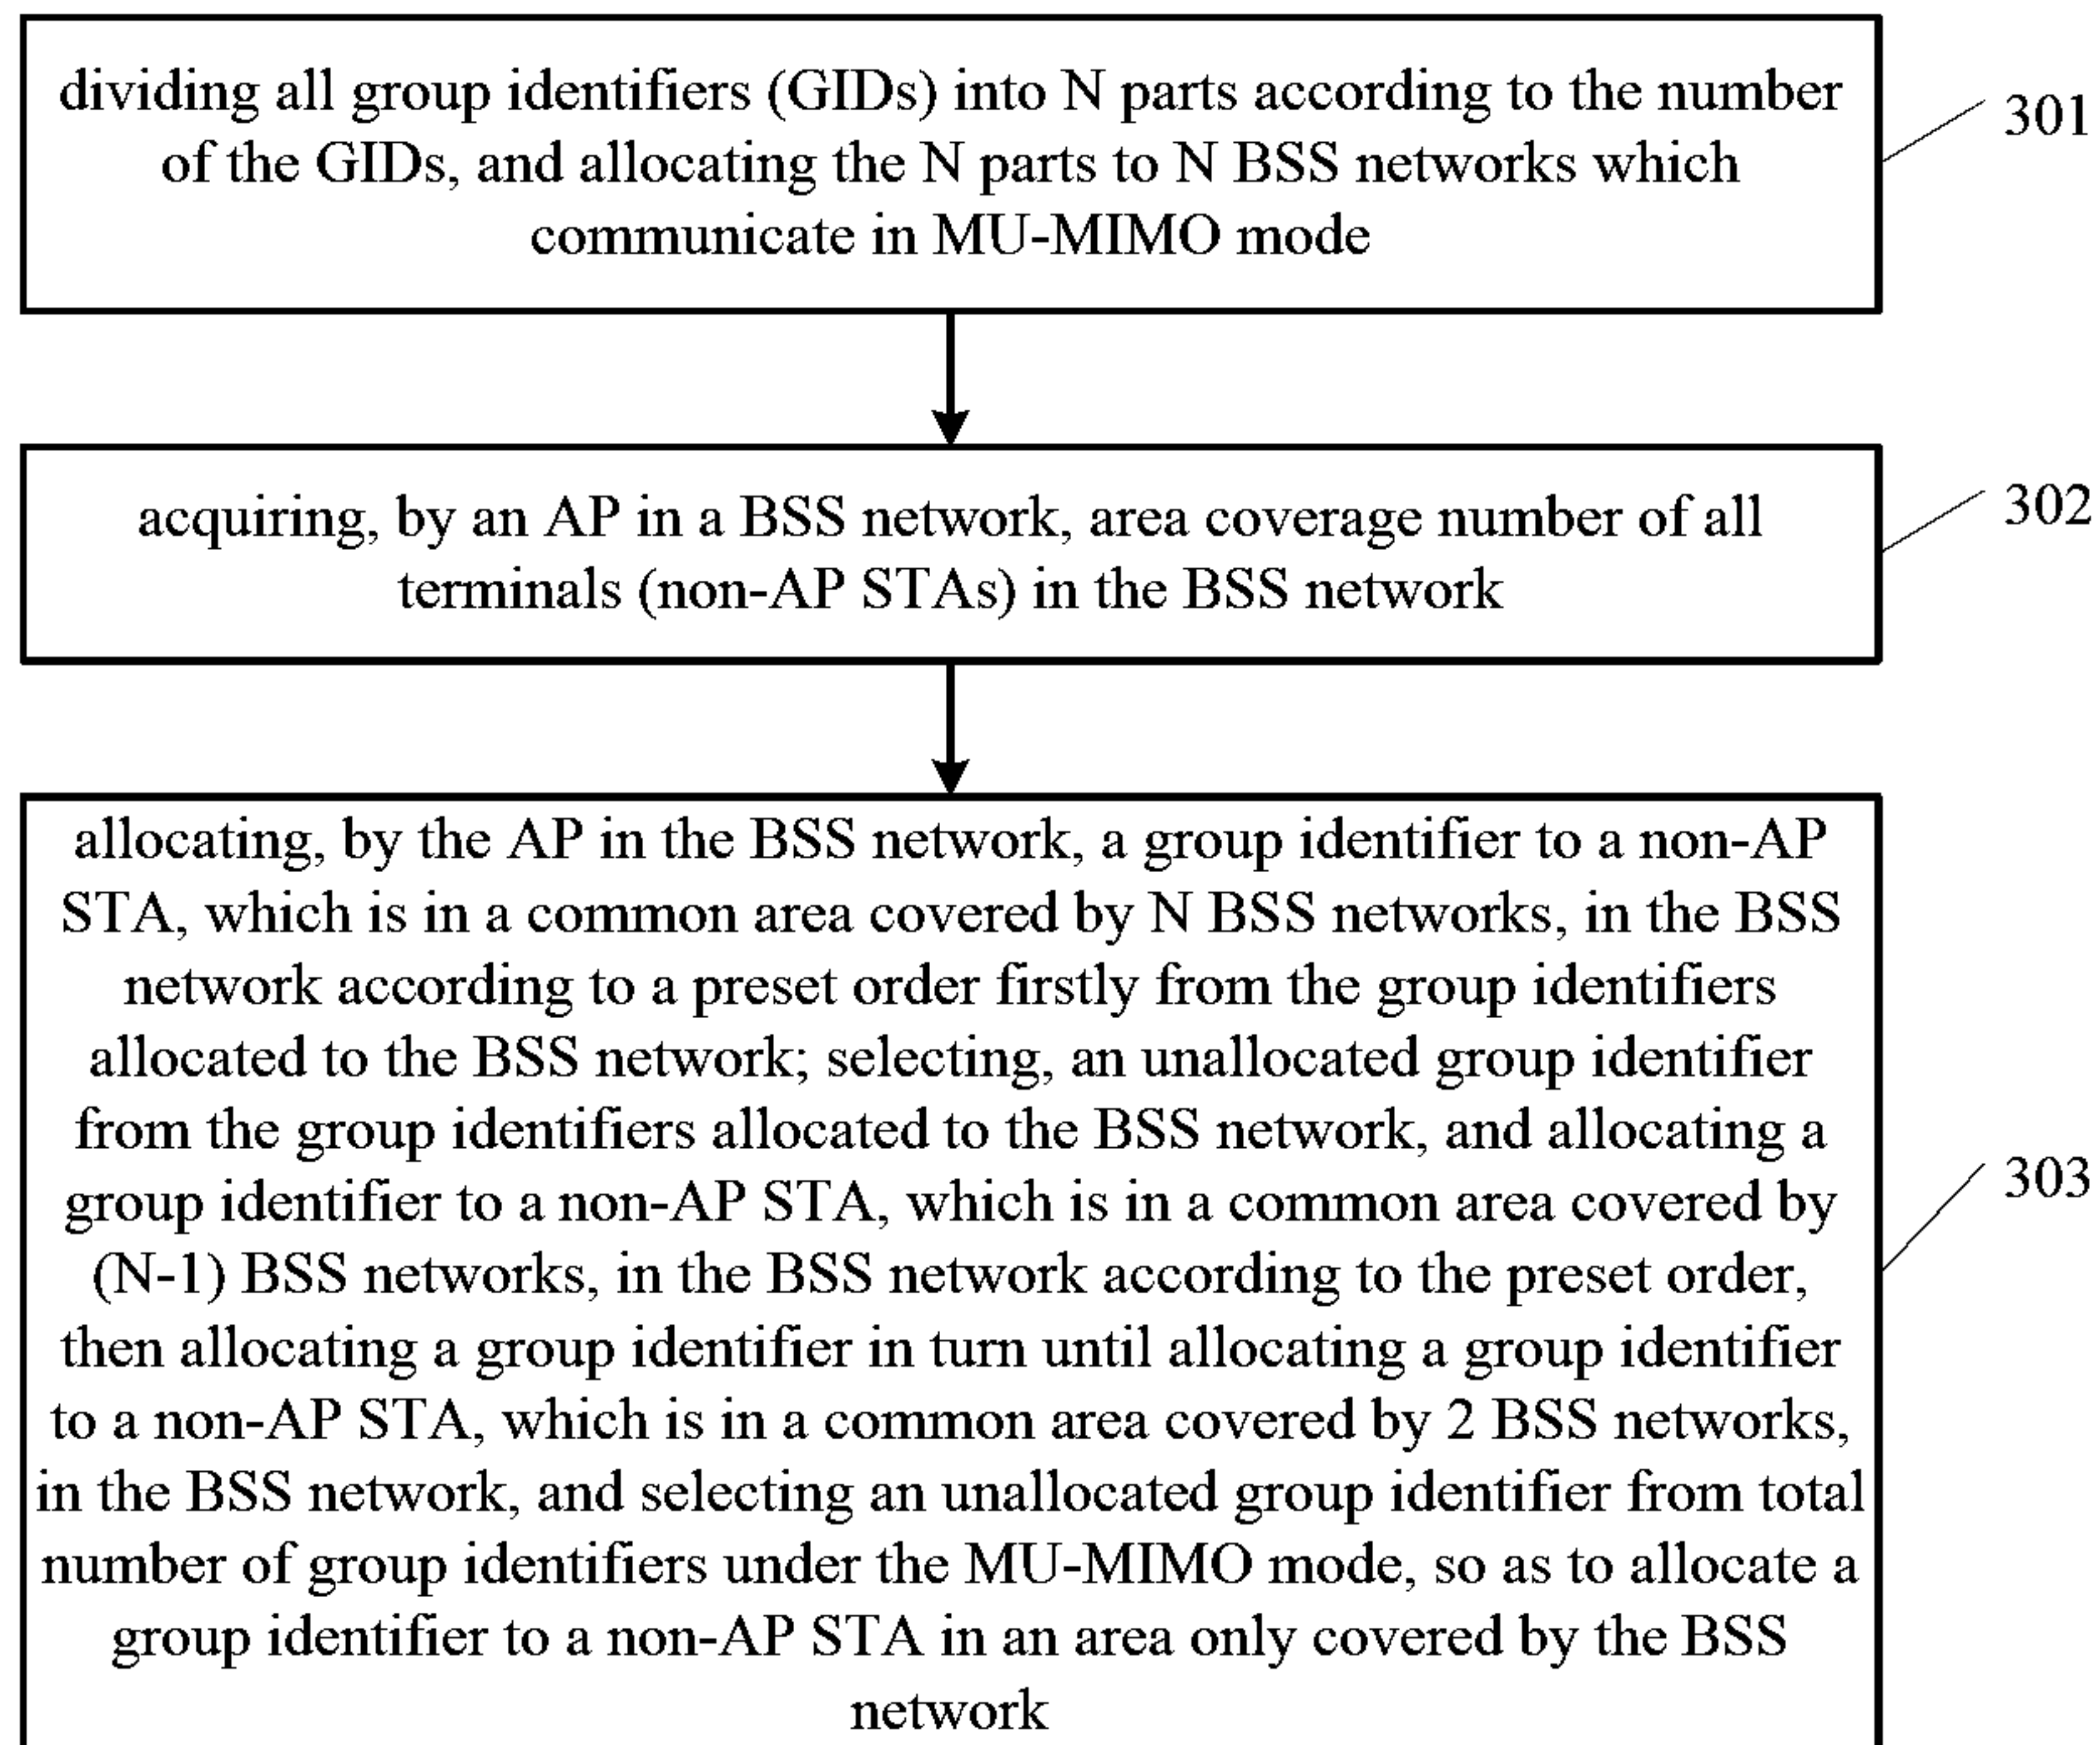 dividing all group identifiers (GIDs) into N parts according to the number
of the GIDs, and allocating the N parts to N BSS networks which
communicate in MU-MIMO mode
301
acquiring, by an AP in a BSS network, area coverage number of all
terminals (non-AP STAs) in the BSS network
302
allocating, by the AP in the BSS network, a group identifier to a non-AP
STA, which is in a common area covered by N BSS networks, in the BSS
network according to a preset order firstly from the group identifiers
allocated to the BSS network; selecting, an unallocated group identifier
from the group identifiers allocated to the BSS network, and allocating a
group identifier to a non-AP STA, which is in a common area covered by
(N-1) BSS networks, in the BSS network according to the preset order,
then allocating a group identifier in turn until allocating a group identifier
to a non-AP STA, which is in a common area covered by 2 BSS networks,
in the BSS network, and selecting an unallocated group identifier from total
number of group identifiers under the MU-MIMO mode, so as to allocate a
group identifier to a non-AP STA in an area only covered by the BSS
network
303